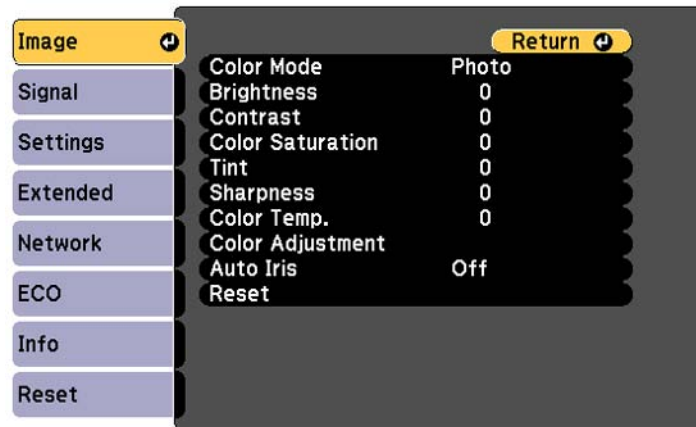 Image
Signal
Settings
Extended
Network
ECO
Info
Reset
Return
Color Mode Photo
Brightness 0
Contrast 0
Color Saturation 0
Tint 0
Sharpness 0
Color Temp. 0
Color Adjustment
Auto Iris Off
Reset